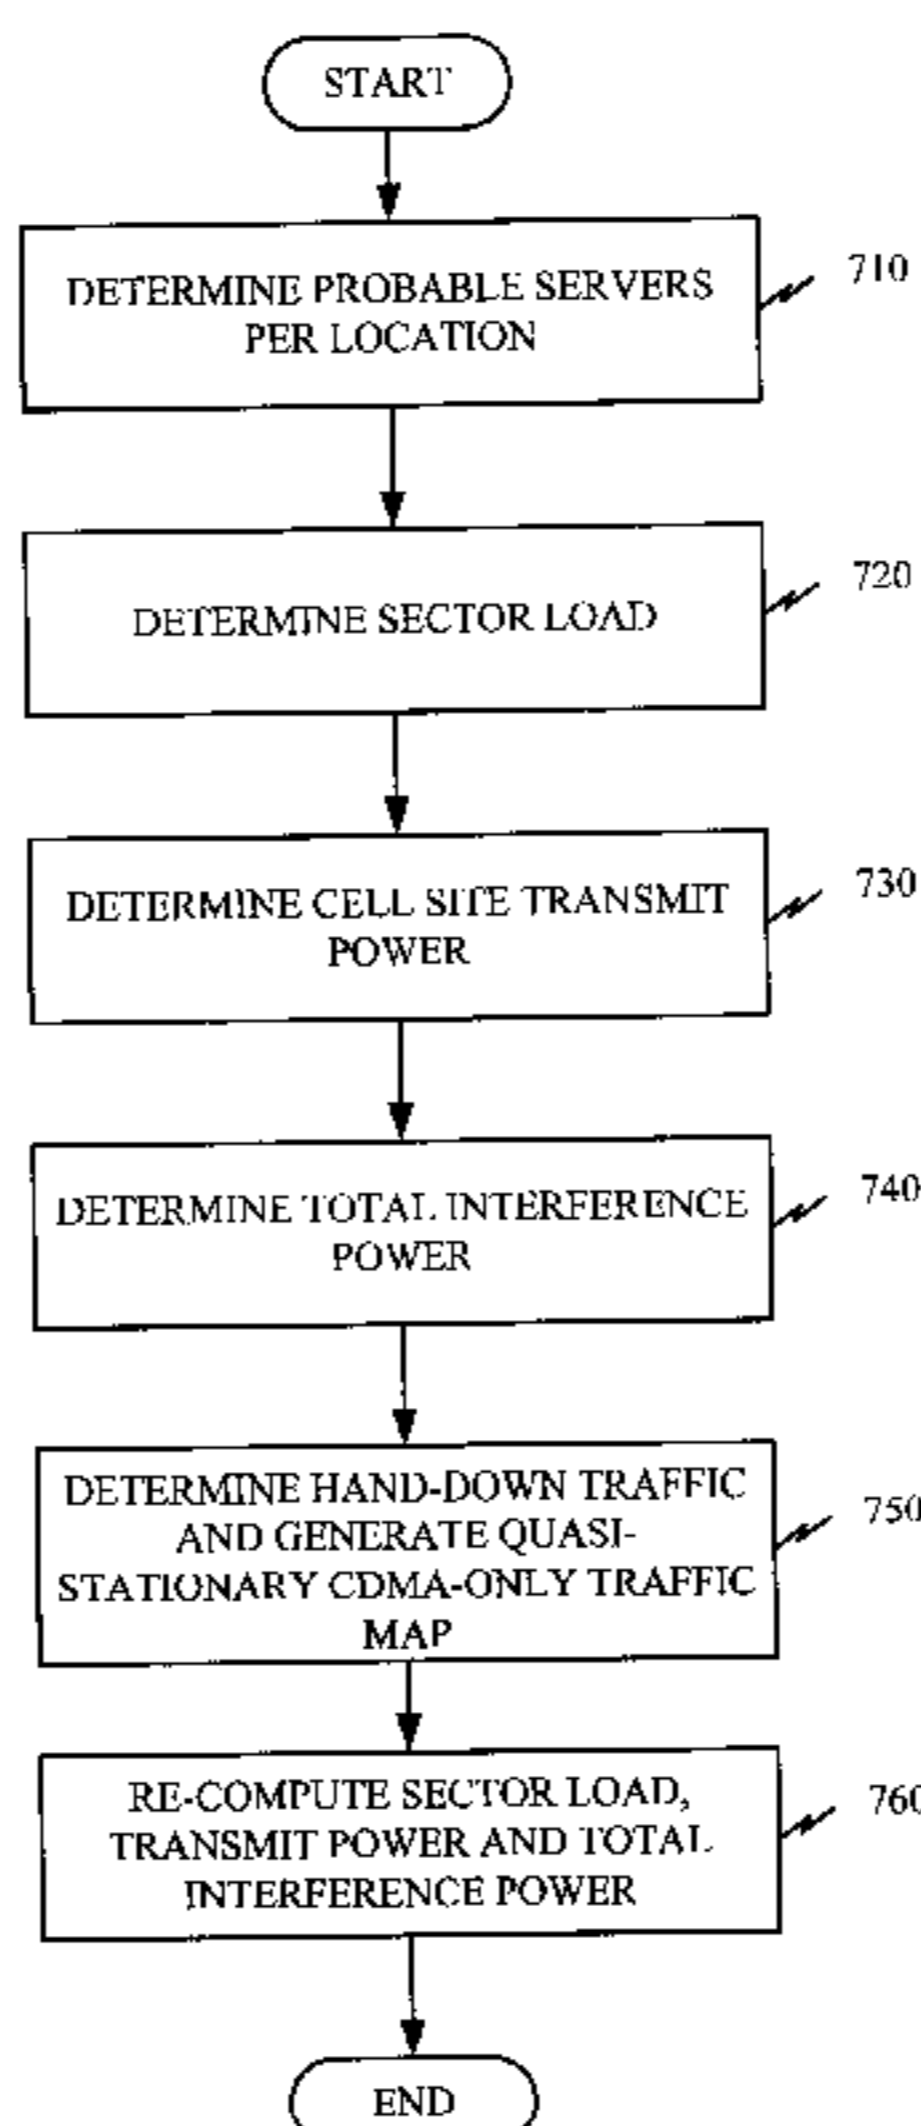 START
DETERMINE PROBABLE SERVERS
PER LOCATION
710
DETERMINE SECTOR LOAD
720
DETERMINE CELL SITE TRANSMIT
POWER
730
DETERMINE TOTAL INTERFERENCE
POWER
740
DETERMINE HAND-DOWN TRAFFIC
AND GENERATE QUASI-
STATIONARY CDMA-ONLY TRAFFIC
MAP
750
RE-COMPUTE SECTOR LOAD,
TRANSMIT POWER AND TOTAL
INTERFERENCE POWER
760
END